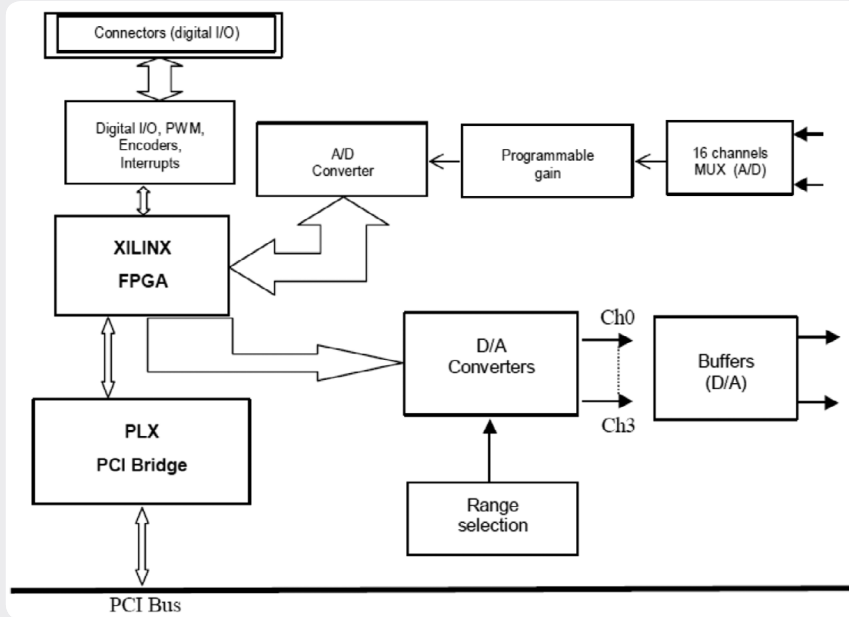 Connectors (digital I/O)
Digital I/O, PWM,
Encoders,
Interrupts
A/D
Converter
Programmable
gain
16 channels
MUX (A/D)
XILINX
FPGA
D/A
Converters
Ch0
Ch3
Buffers
(D/A)
PLX
PCI Bridge
Range
selection
PCI Bus